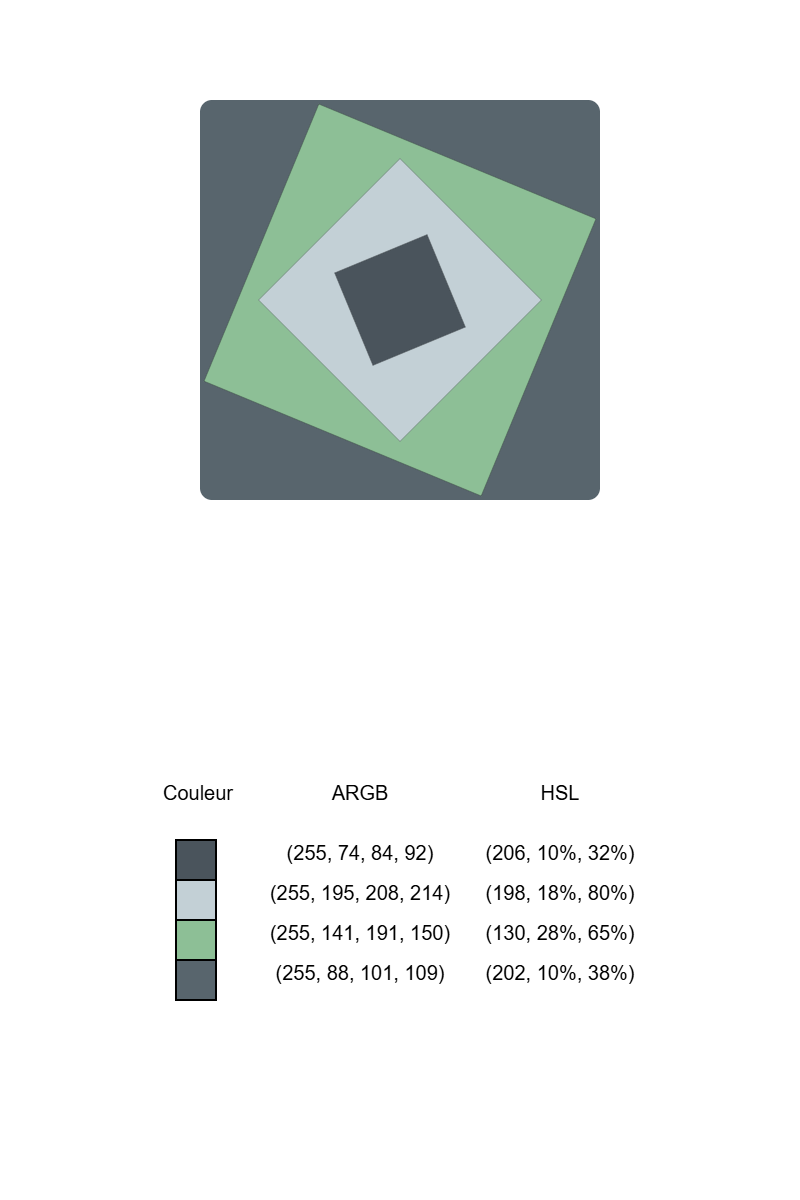 Couleur ARGB HSL
(255, 74, 84, 92) (206, 10%, 32%)
(255, 195, 208, 214) (198, 18%, 80%)
(255, 141, 191, 150) (130, 28%, 65%)
(255, 88, 101, 109) (202, 10%, 38%)